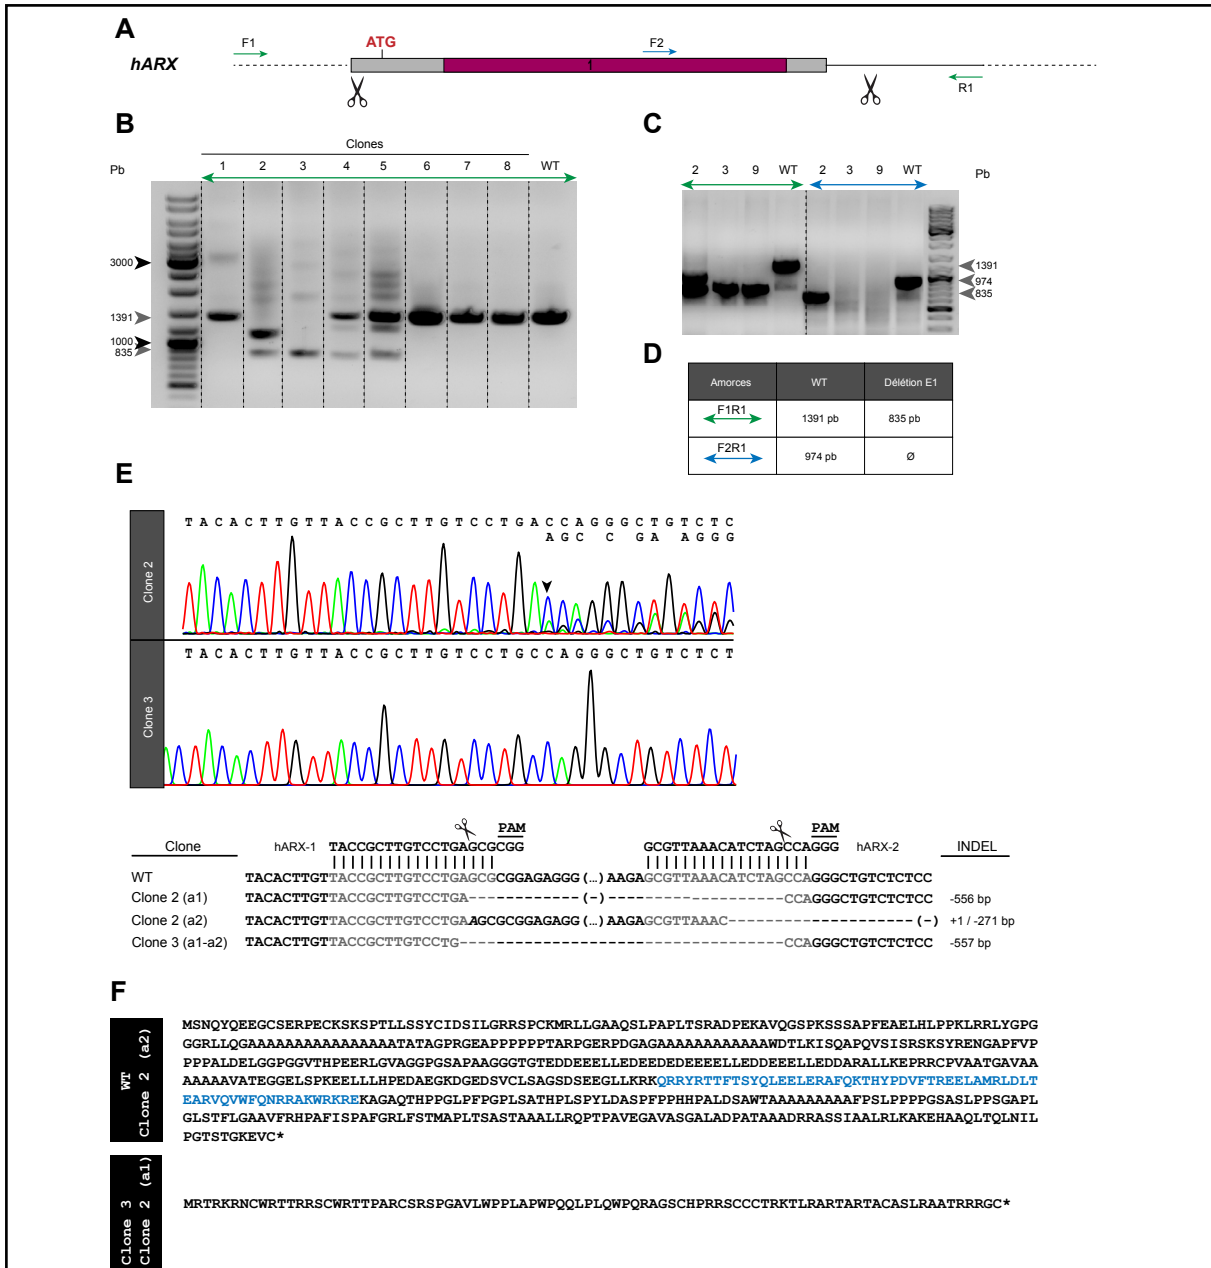 A
F1
ATG
F2
hARX
1
R1
B
Clones
Pb
1 2 3 4 5 6 7 8 WT
3000
1391
1000
835
C
2 3 9 WT 2 3 9 WT
Pb
1391
974
835
D
Amorces WT Délétion E1
F1R1 1391 pb 835 pb
F2R1 974 pb Ø
E
Clone 2
TACACTTGTTACCGCTTGTCCTGACCAGGGCTGTCTC
AGC C GA AGGG
Clone 3
TACACTTGTTACCGCTTGTCCTGCCAGGGCTGTCTCT
PAM PAM
Clone hARX-1 TACCGCTTGTCCTGAGCGCGG GCGTTAAACATCTAGCCAGGG hARX-2 INDEL
WT TACACTTGTTACCGCTTGTCCTGAGCGCGGAGAGGG(…)AAGAGCGTTAAACATCTAGCCAGGGCTGTCTCTCC
Clone 2 (a1) TACACTTGTTACCGCTTGTCCTGA------------(-)------------------CCAGGGCTGTCTCTCC -556 bp
Clone 2 (a2) TACACTTGTTACCGCTTGTCCTGAAGCGCGGAGAGG(…)AAGAGCGTTAAAC-------------------(-) +1 / -271 bp
Clone 3 (a1-a2) TACACTTGTTACCGCTTGTCCTG--------------------------------CCAGGGCTGTCTCTCC -557 bp
F
WT
Clone 2 (a2)
MSNQYQEEGCSERPECKSKSPTLLSSYCIDSILGRRSPCKMRLLGAAQSLPAPLTSRADPEKAVQGSPKSSSAPFEAELHLPPKLRRLYGPG
GGRLLQGAAAAAAAAAAAAAAAATATAGPRGEAPPPPPPTARPGERPDGAGAAAAAAAAAAAAWDTLKISQAPQVSISRSKSYRENGAPFVP
PPPALDELGGPGGVTHPEERLGVAGGPGSAPAAGGGTGTEDDEEELLEDEEDEDEEEELLEDDEEELLEDDARALLKEPRRCPVAATGAVAA
AAAAAVATEGGELSPKEELLLHPEDAEGKDGEDSVCLSAGSDSEEGLLKRKQRRYRTTFTSYQLEELERAFQKTHYPDVFTREELAMRLDLT
EARVQVWFQNRRAKWRKREKAGAQTHPPGLPFPGPLSATHPLSPYLDASPFPPHHPALDSAWTAAAAAAAAAFPSLPPPPGSASLPPSGAPL
GLSTFLGAAVFRHPAFISPAFGRLFSTMAPLTSASTAAALLRQPTPAVEGAVASGALADPATAAADRRASSIAALRLKAKEHAAQLTQLNIL
PGTSTGKEVC*
Clone 3
Clone 2 (a1)
MRTRKRNCWRTTRRSCWRTTPARCSRSPGAVLWPPLAPWPQQLPLQWPQRAGSCHPRRSCCCTRKTLRARTARTACASLRAATRRRGC*